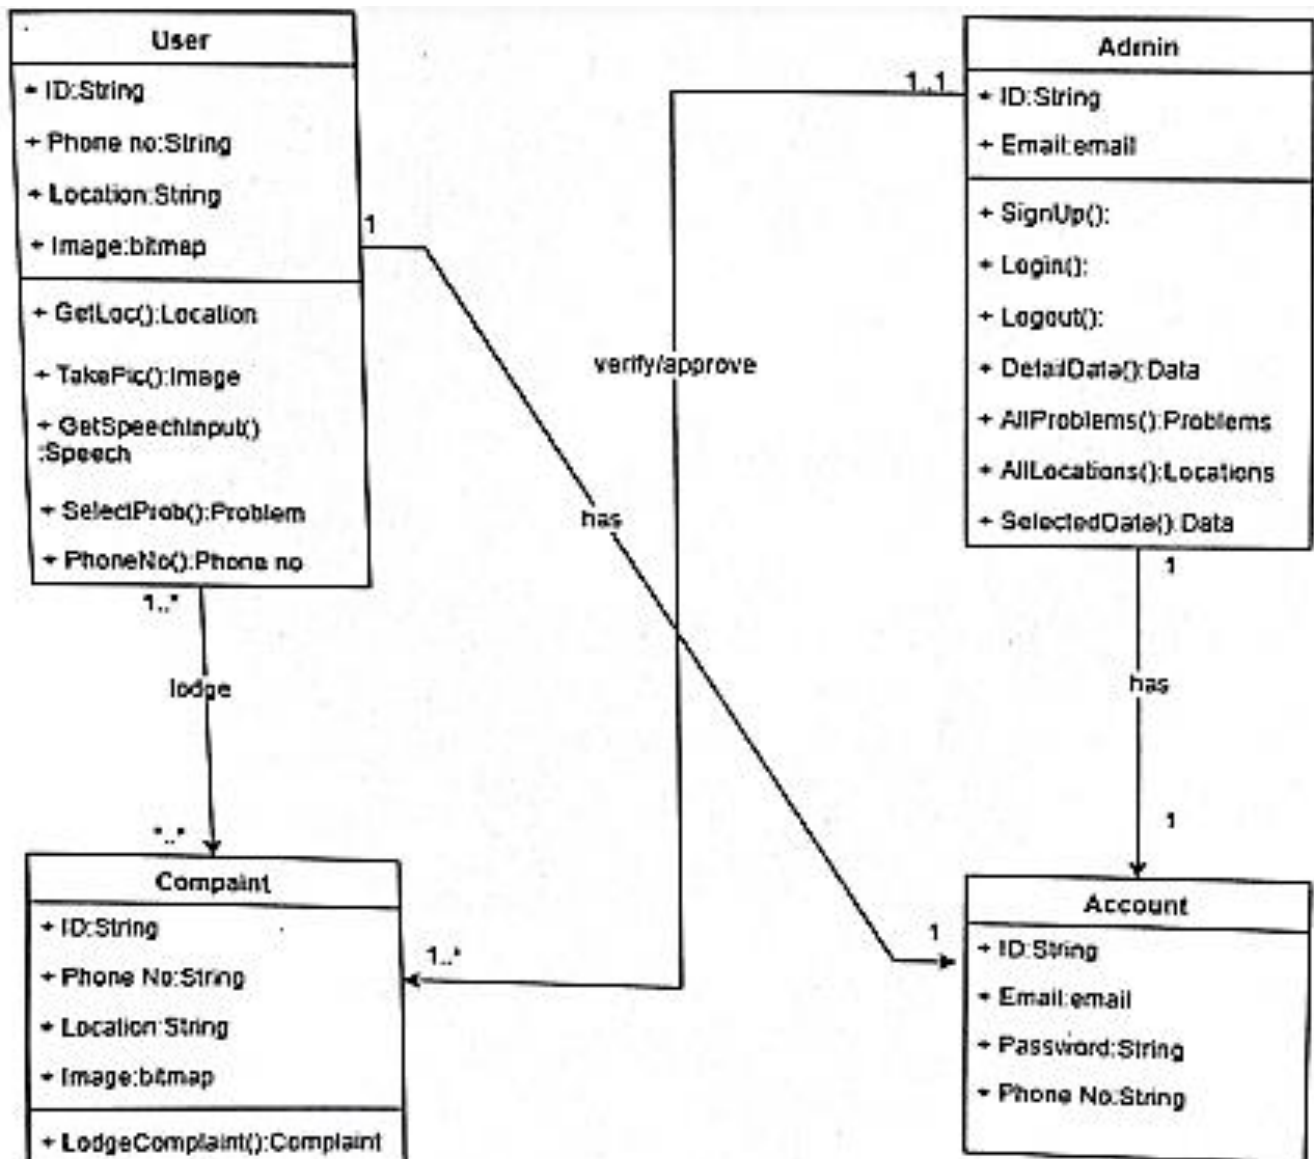 User
+ ID:String
+ Phone no:String
+ Location:String
+ Image:bitmap
+ GetLoc():Location
+ TakePic():Image
+ GetSpeechInput()
:Speech
+ SelectProb():Problem
+ PhoneNo():Phone no
Admin
+ ID:String
+ Email:email
+ SignUp():
+ Login():
+ Logout():
+ DetailData():Data
+ AllProblems():Problems
+ AllLocations():Locations
+ SelectedData():Data
1..1
1
verify/approve
has
1..*
lodge
*..*
1
has
1
Compaint
+ ID:String
+ Phone No:String
+ Location:String
+ Image:bitmap
+ LodgeComplaint():Complaint
1..*
1
Account
+ ID:String
+ Email:email
+ Password:String
+ Phone No:String